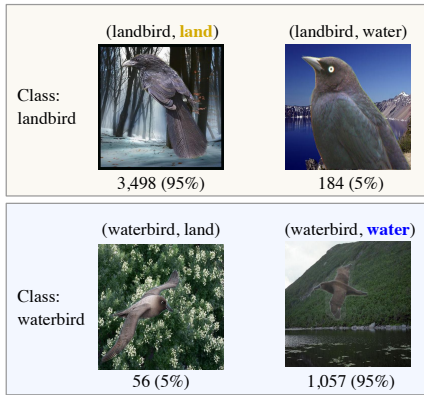 (landbird, land) (landbird, water)
Class:
landbird
3,498 (95%) 184 (5%)
(waterbird, land) (waterbird, water)
Class:
waterbird
56 (5%) 1,057 (95%)